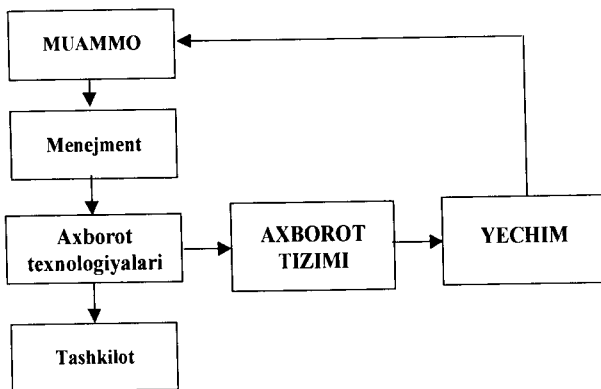 MUAMMO
Menejment
Axborot
texnologiyalari
AXBOROT
TIZIMI
YECHIM
Tashkilot